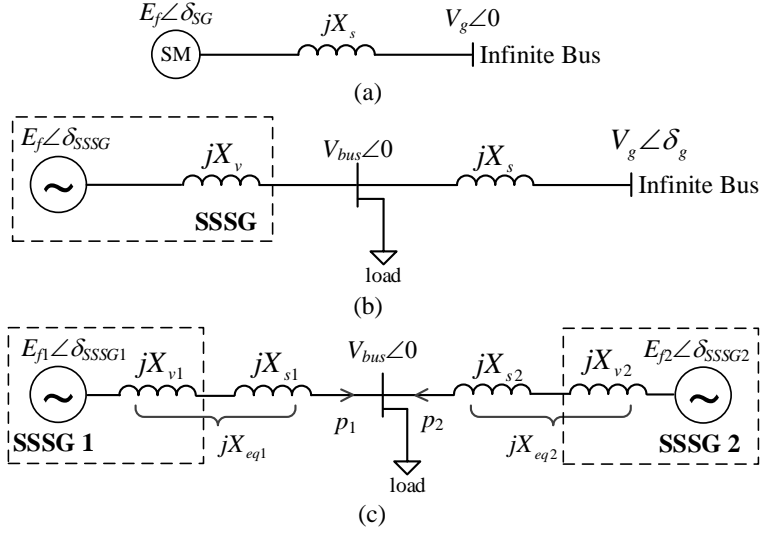 E_f∠δ_SG
jX_s
V_g∠0
SM
Infinite Bus
(a)
E_f∠δ_SSSG
jX_v
V_bus∠0
jX_s
V_g∠δ_g
~
Infinite Bus
SSSG
load
(b)
E_f1∠δ_SSSG1
jX_v1
jX_s1
V_bus∠0
jX_s2
jX_v2
E_f2∠δ_SSSG2
~
~
SSSG 1
jX_eq1
p_1
p_2
jX_eq2
SSSG 2
load
(c)